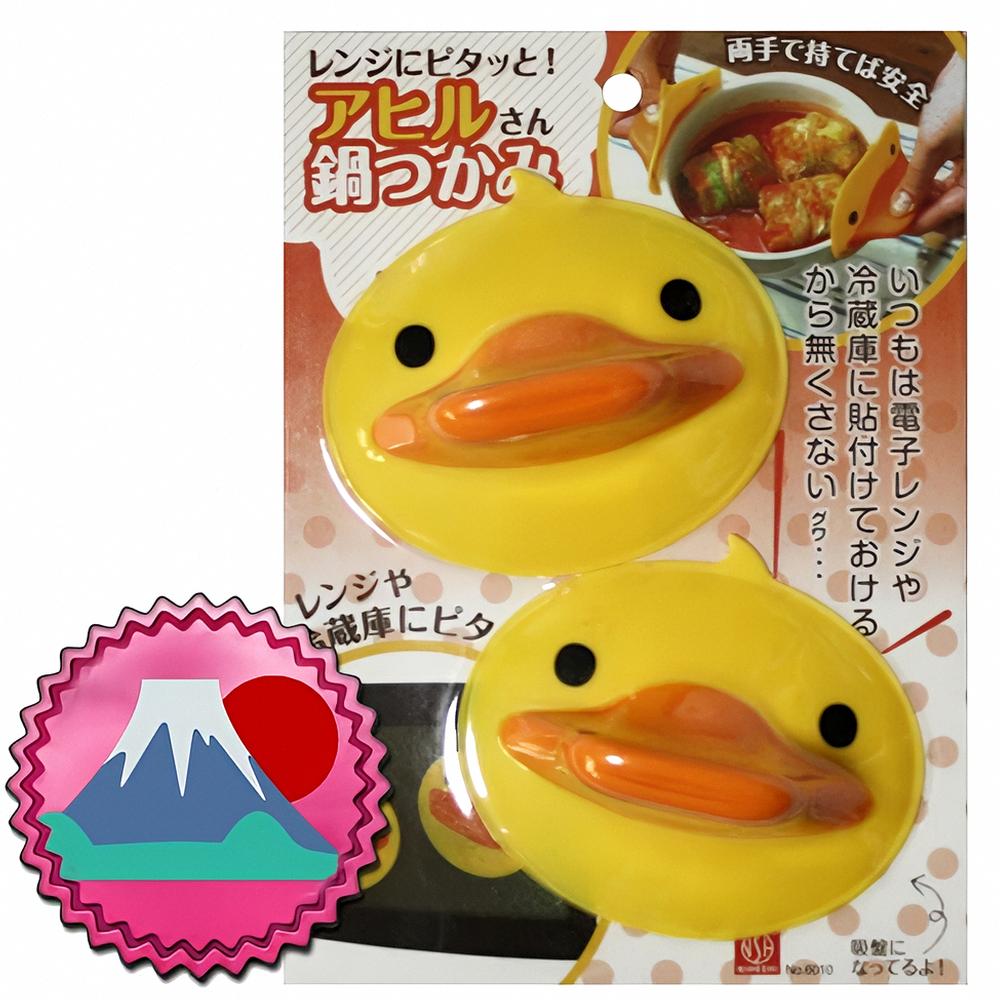 レンジにピタッと!
アヒルさん
鍋つかみ
両手で持てば安全
いつもは電子レンジや
冷蔵庫に貼付けておける
から無くさない グワ・・・
レンジや
冷蔵庫にピタ
NSA
No.6010
吸盤に
なってるよ!